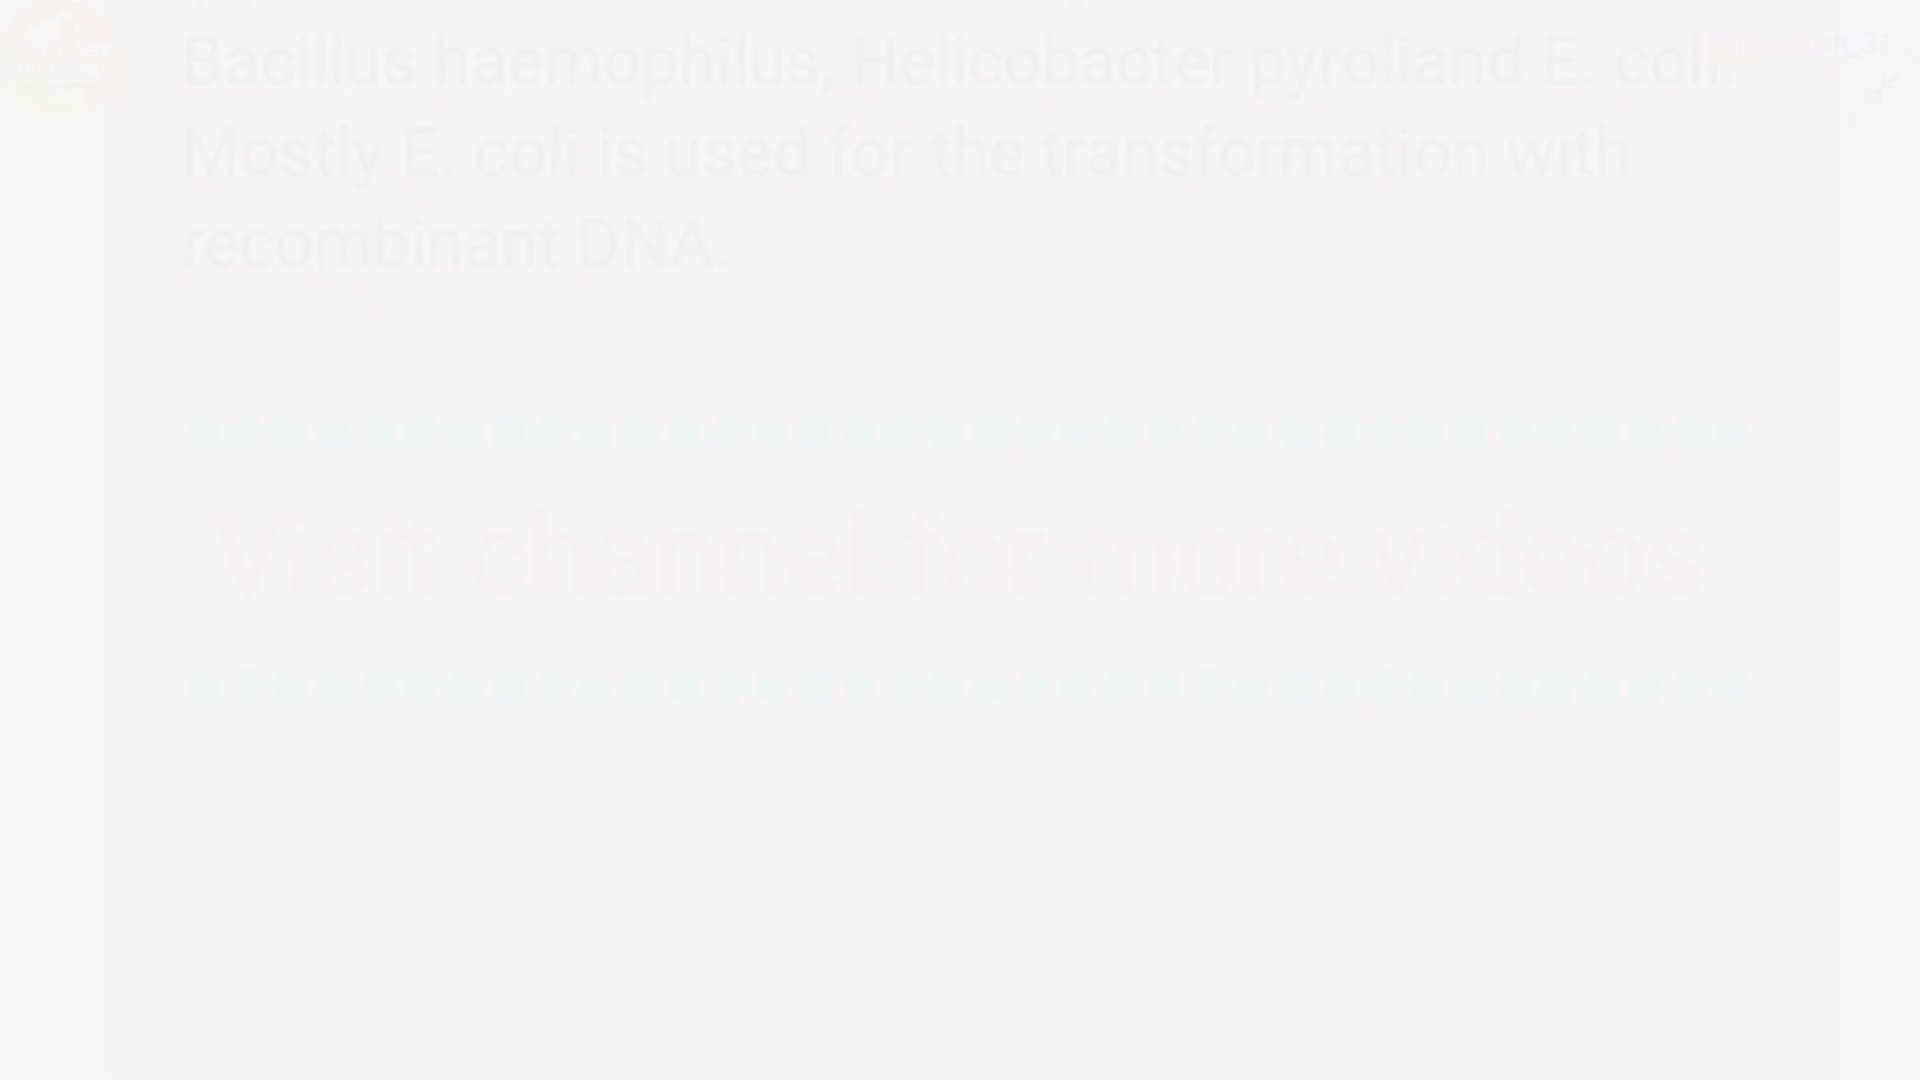 Bacillus haemophilus, Helicobacter pyroliand E. coli.
Mostly E. coli is used for the transformation with
recombinant DNA.
Visit channel for more videos